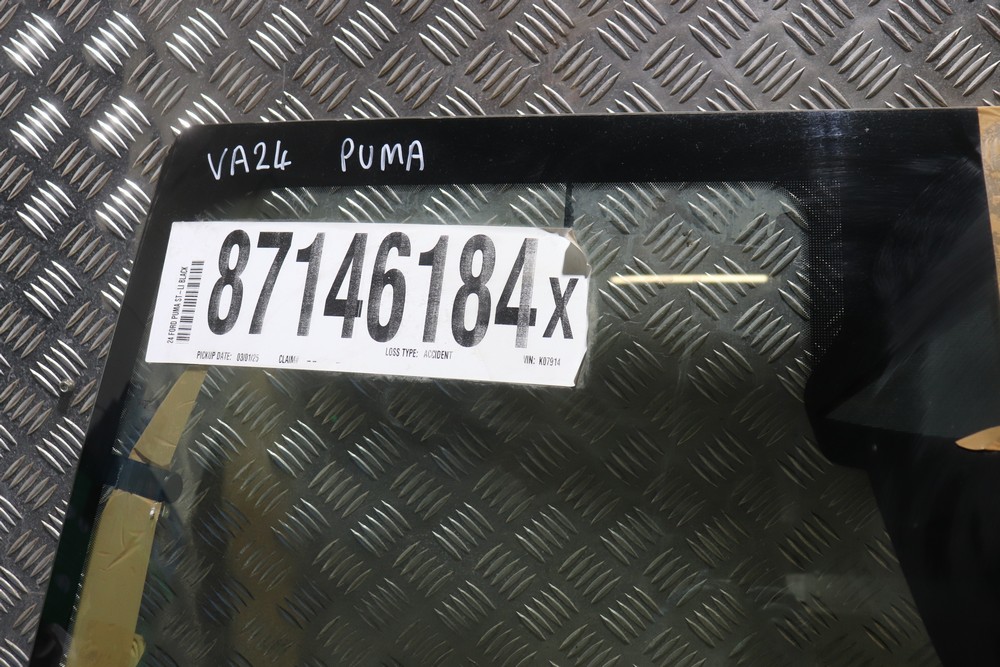 VA24 PUMA
87146184x
24 FORD PUMA ST-LI BLACK
PICKUP DATE: 03/01/25 CLAIM# LOSS TYPE: ACCIDENT VIN: K07914